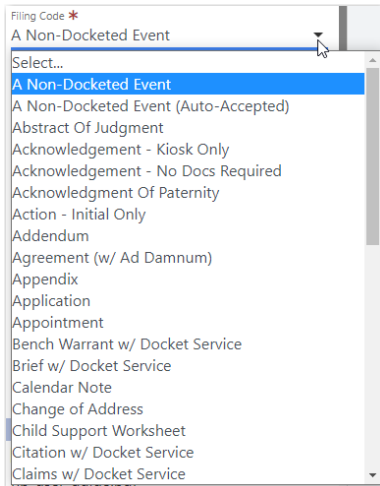 Filing Code *
A Non-Docketed Event
Select...
A Non-Docketed Event
A Non-Docketed Event (Auto-Accepted)
Abstract Of Judgment
Acknowledgement - Kiosk Only
Acknowledgement - No Docs Required
Acknowledgment Of Paternity
Action - Initial Only
Addendum
Agreement (w/ Ad Damnum)
Appendix
Application
Appointment
Bench Warrant w/ Docket Service
Brief w/ Docket Service
Calendar Note
Change of Address
Child Support Worksheet
Citation w/ Docket Service
Claims w/ Docket Service